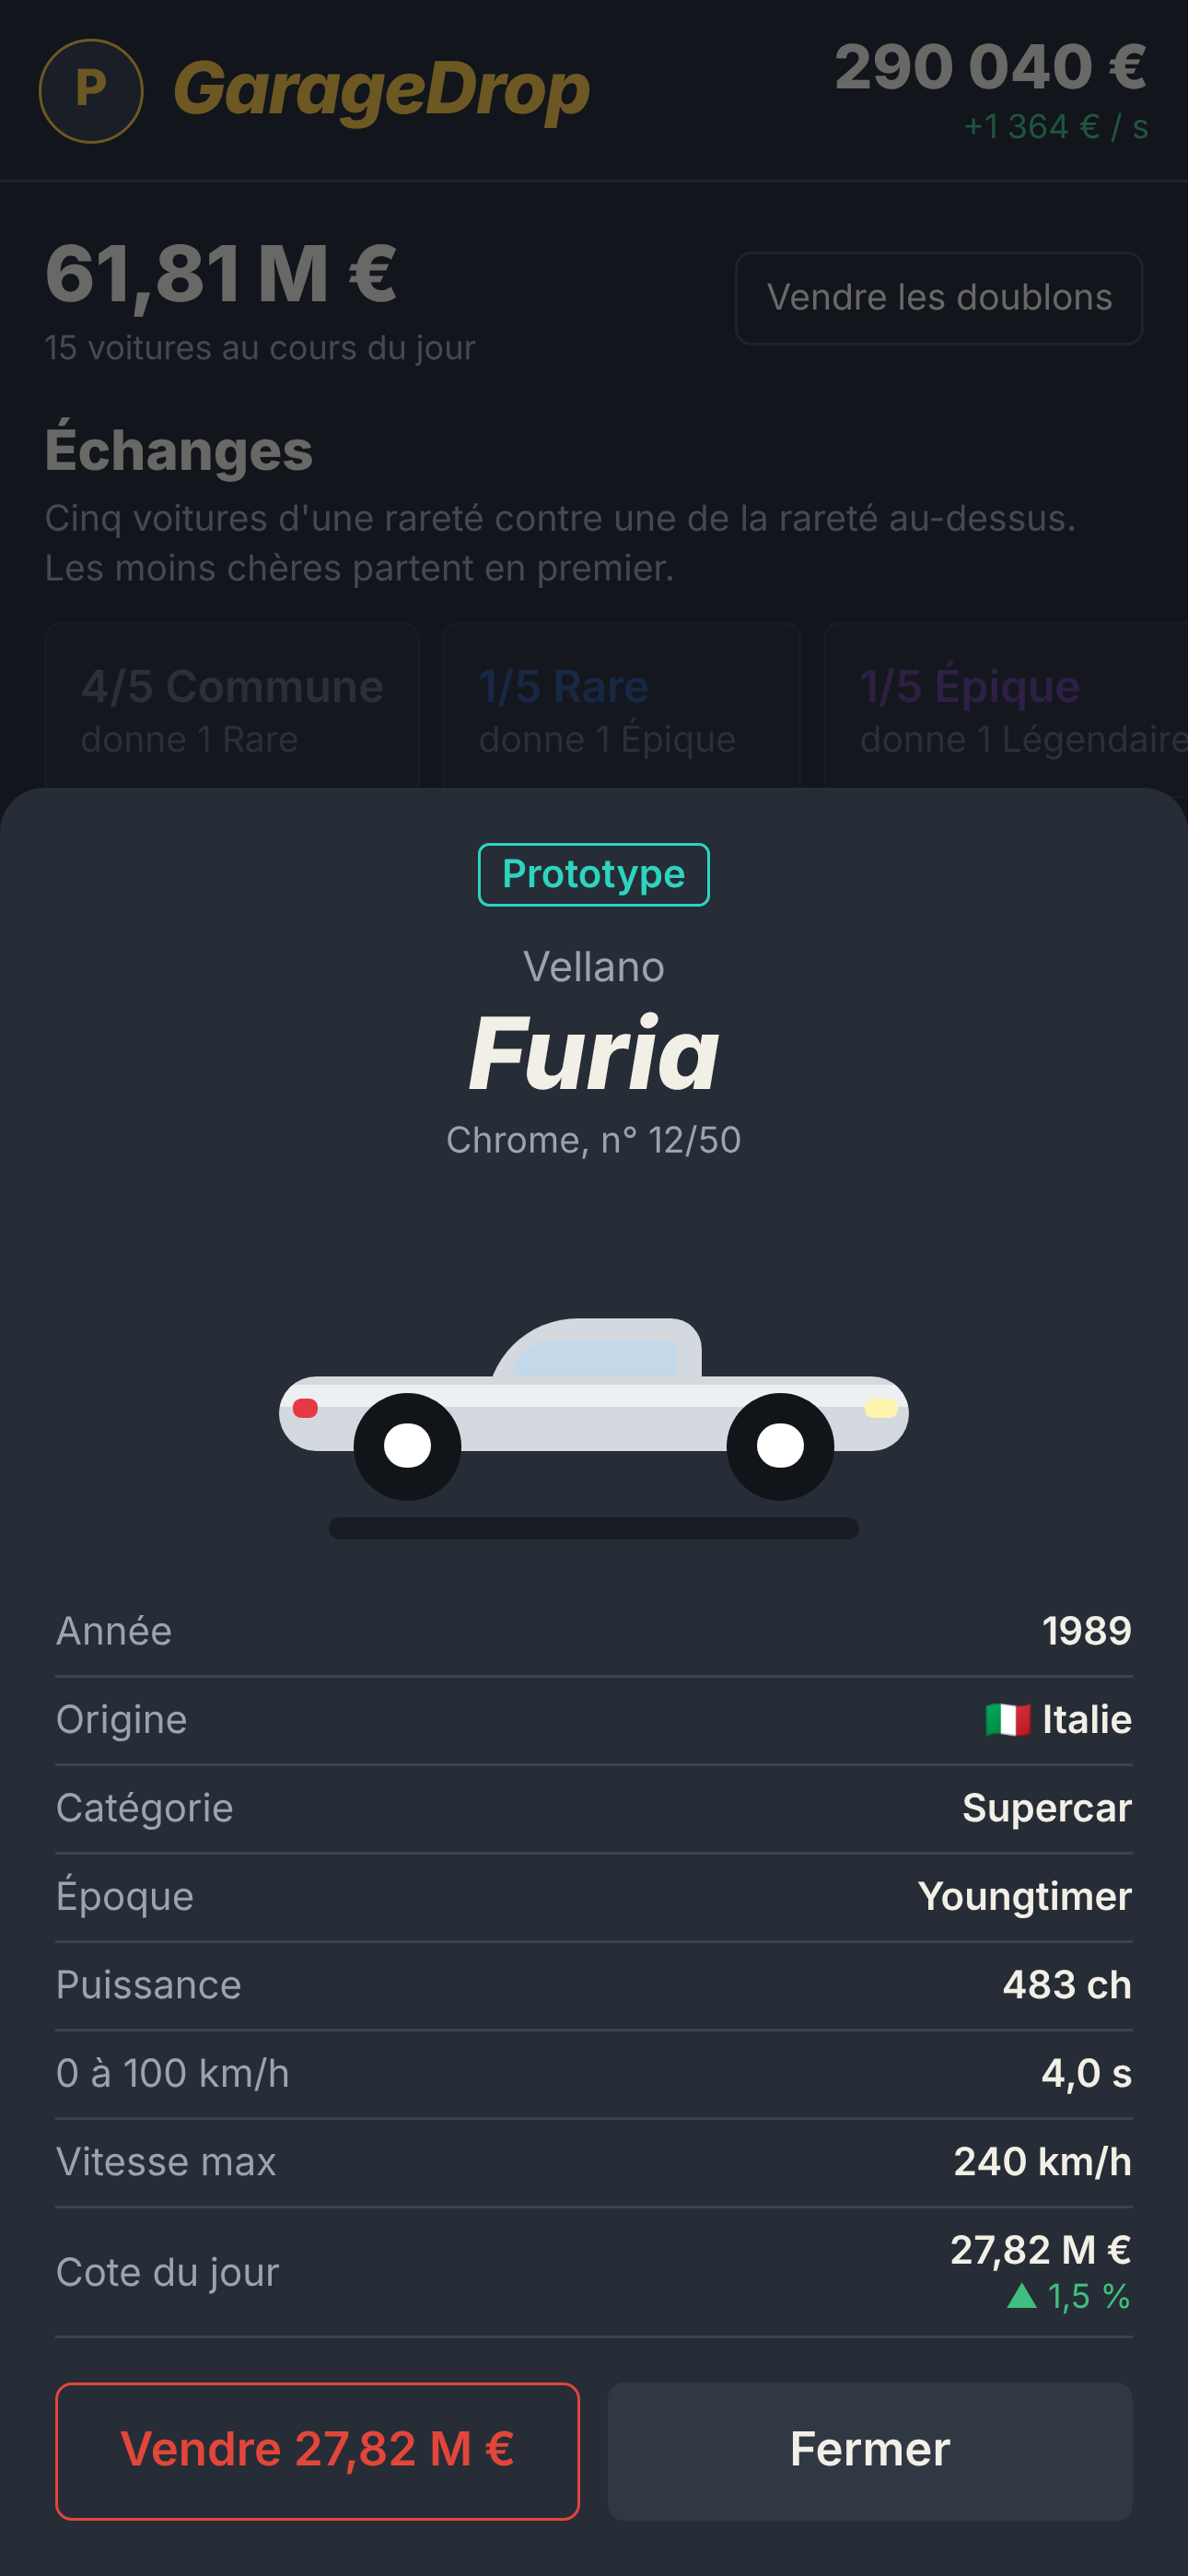 P GarageDrop
290 040 €
+1 364 € / s
61,81 M €
15 voitures au cours du jour
Vendre les doublons
Échanges
Cinq voitures d'une rareté contre une de la rareté au-dessus.
Les moins chères partent en premier.
4/5 Commune
donne 1 Rare
1/5 Rare
donne 1 Épique
1/5 Épique
donne 1 Légendaire
Prototype
Vellano
Furia
Chrome, n° 12/50
Année 1989
Origine Italie
Catégorie Supercar
Époque Youngtimer
Puissance 483 ch
0 à 100 km/h 4,0 s
Vitesse max 240 km/h
Cote du jour 27,82 M €
▲ 1,5 %
Vendre 27,82 M €
Fermer